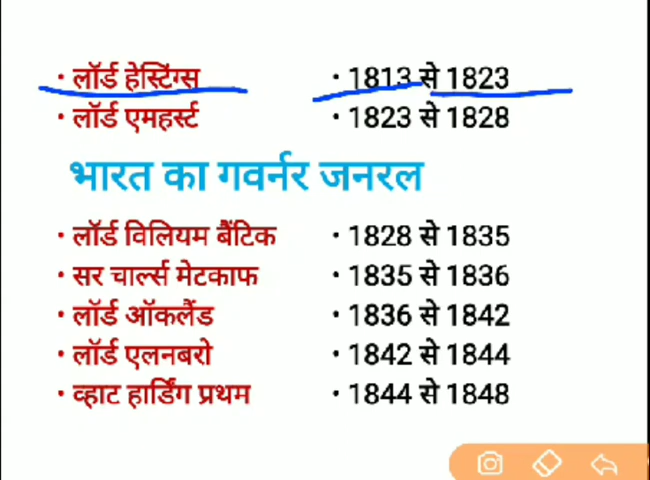 • लॉर्ड हेस्टिंग्स • 1813 से 1823
• लॉर्ड एमहर्स्ट • 1823 से 1828
भारत का गवर्नर जनरल
• लॉर्ड विलियम बैंटिक • 1828 से 1835
• सर चार्ल्स मेटकाफ • 1835 से 1836
• लॉर्ड ऑकलैंड • 1836 से 1842
• लॉर्ड एलनबरो • 1842 से 1844
• व्हाट हार्डिंग प्रथम • 1844 से 1848